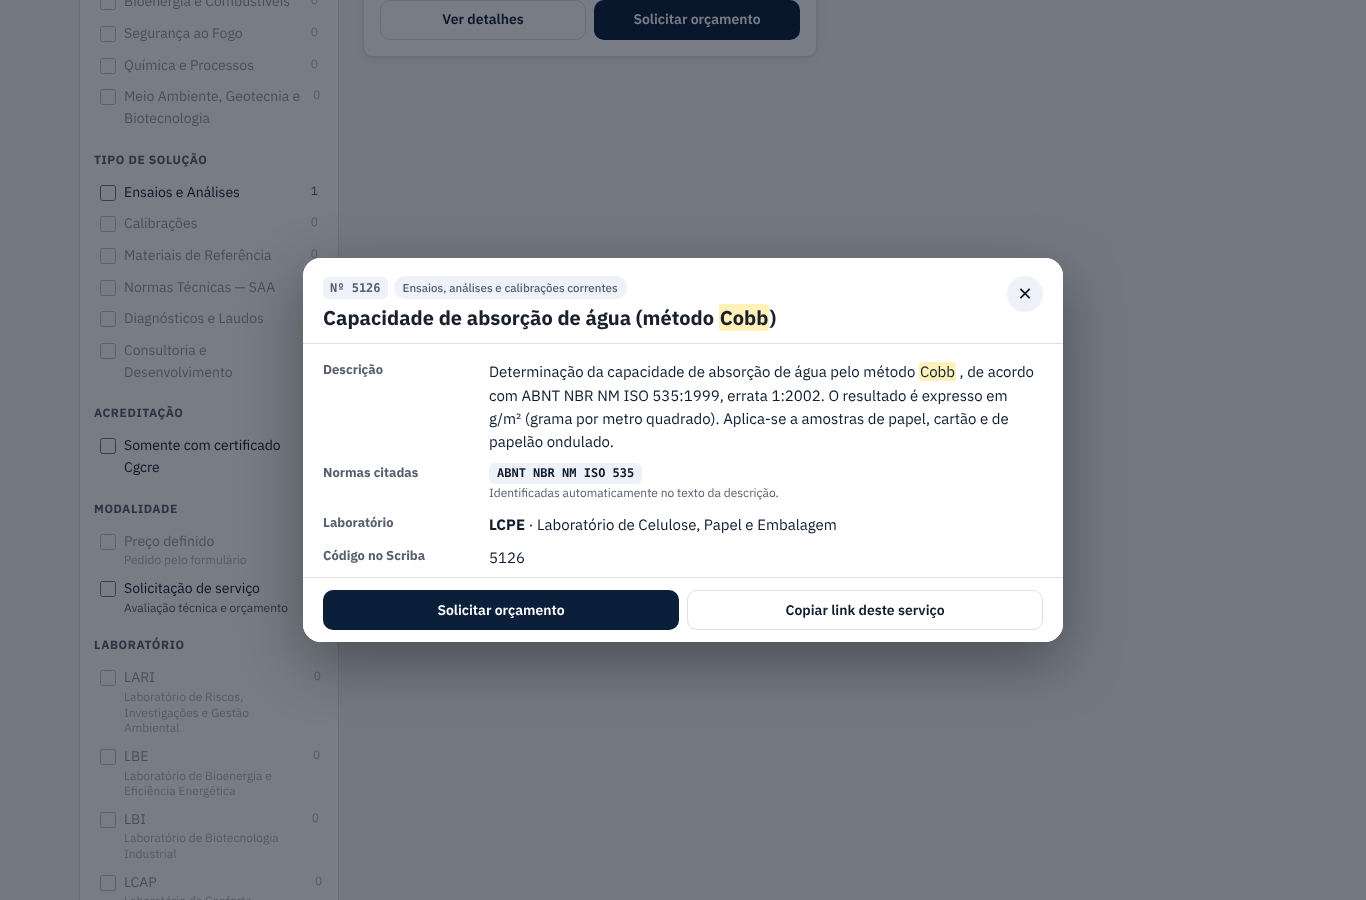 Bioenergia e Combustíveis 0
Segurança ao Fogo 0
Química e Processos 0
Meio Ambiente, Geotecnia e 0
Biotecnologia
TIPO DE SOLUÇÃO
Ensaios e Análises 1
Calibrações 0
Materiais de Referência 0
Normas Técnicas — SAA
Diagnósticos e Laudos
Consultoria e
Desenvolvimento
ACREDITAÇÃO
Somente com certificado
Cgcre
MODALIDADE
Preço definido
Pedido pelo formulário
Solicitação de serviço
Avaliação técnica e orçamento
LABORATÓRIO
LARI 0
Laboratório de Riscos,
Investigações e Gestão
Ambiental
LBE 0
Laboratório de Bioenergia e
Eficiência Energética
LBI 0
Laboratório de Biotecnologia
Industrial
LCAP 0
Ver detalhes
Solicitar orçamento
Nº 5126
Ensaios, análises e calibrações correntes
✕
Capacidade de absorção de água (método Cobb)
Descrição
Determinação da capacidade de absorção de água pelo método Cobb , de acordo
com ABNT NBR NM ISO 535:1999, errata 1:2002. O resultado é expresso em
g/m² (grama por metro quadrado). Aplica-se a amostras de papel, cartão e de
papelão ondulado.
Normas citadas
ABNT NBR NM ISO 535
Identificadas automaticamente no texto da descrição.
Laboratório
LCPE · Laboratório de Celulose, Papel e Embalagem
Código no Scriba
5126
Solicitar orçamento
Copiar link deste serviço